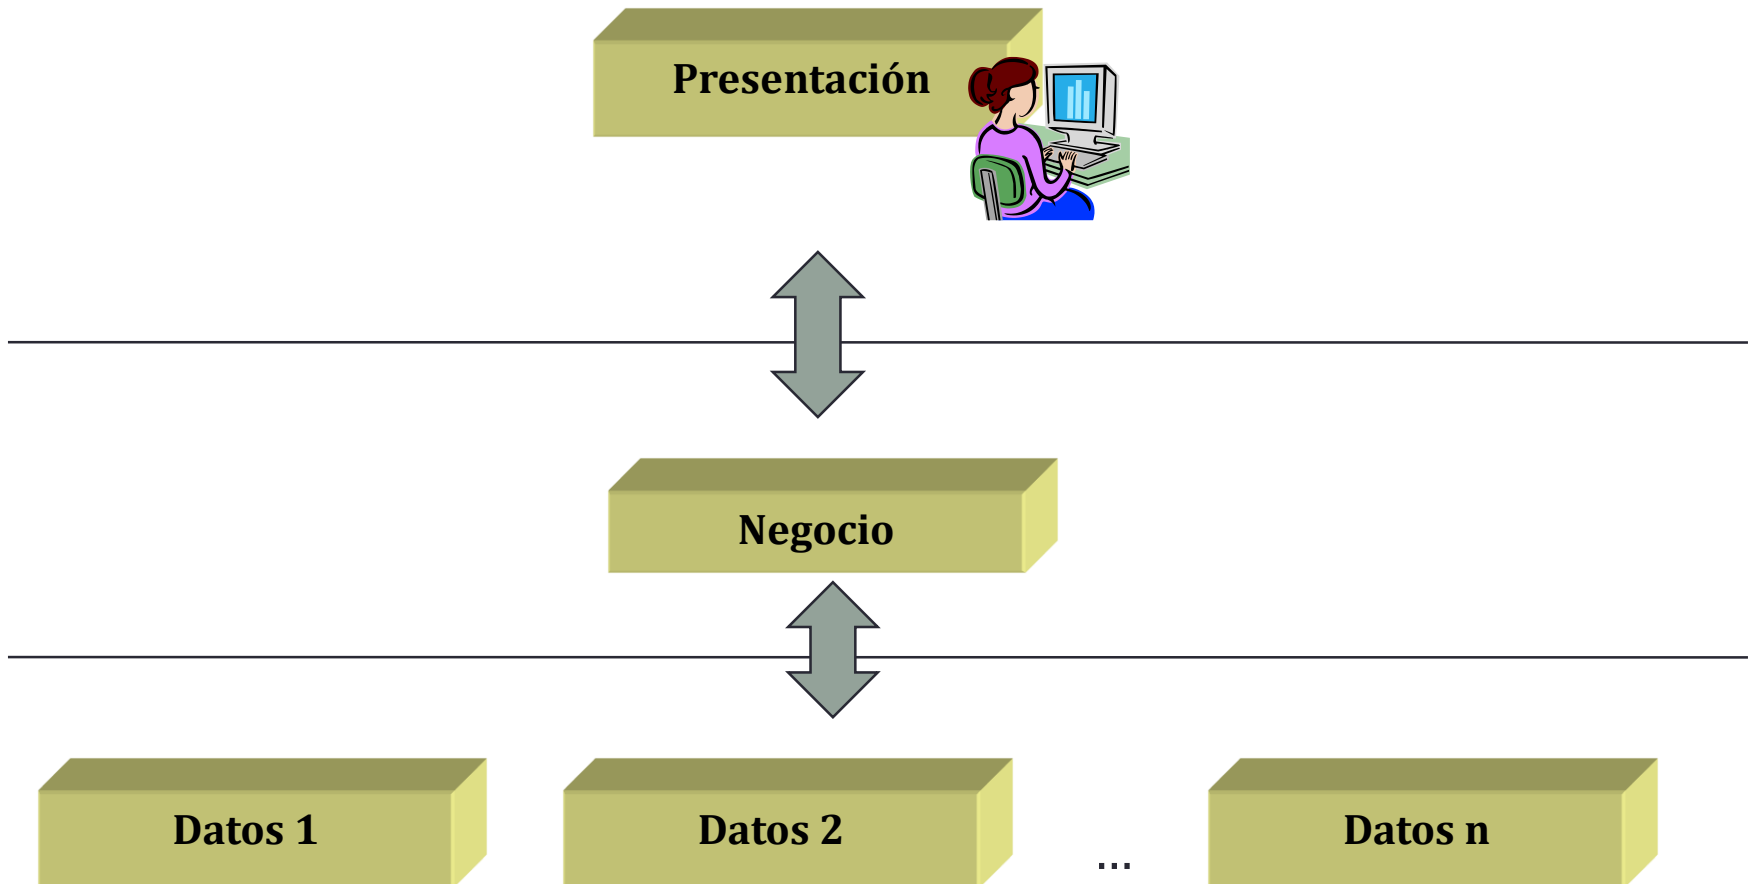 Presentación
Negocio
Datos 1
Datos 2
...
Datos n